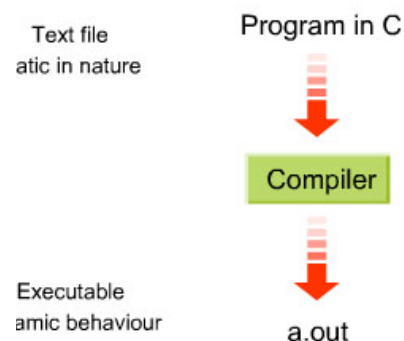 Text file
atic in nature
Program in C
Compiler
Executable
amic behaviour
a.out